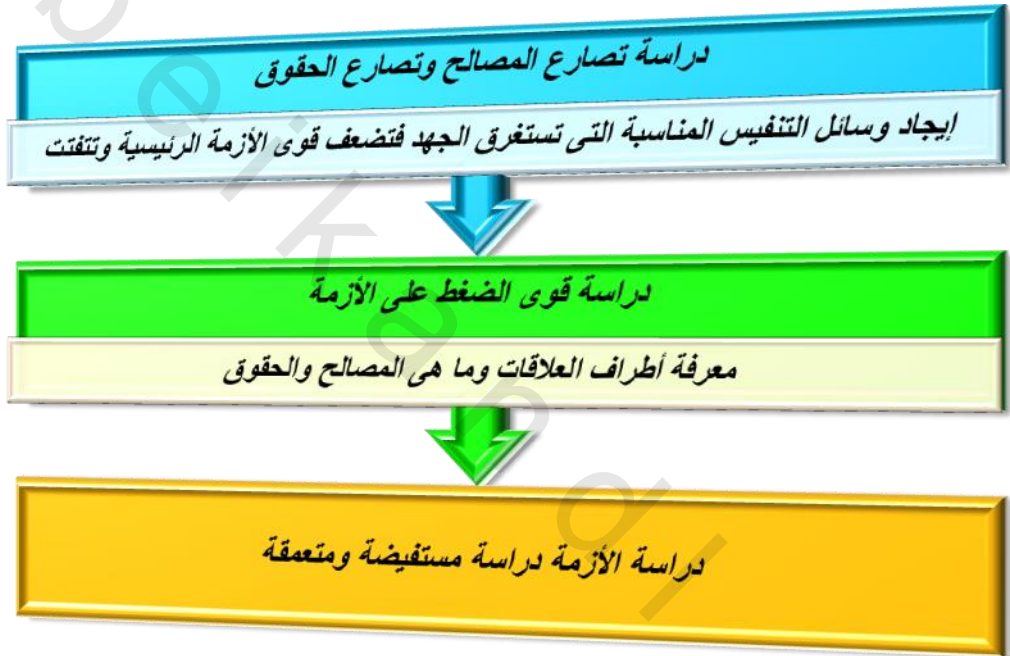 دراسة تصارع المصالح وتصارع الحقوق
إيجاد وسائل التنفيس المناسبة التى تستغرق الجهد فتضعف قوى الأزمة الرئيسية وتتفتت
دراسة قوى الضغط على الأزمة
معرفة أطراف العلاقات وما هى المصالح والحقوق
دراسة الأزمة دراسة مستفيضة ومتعمقة